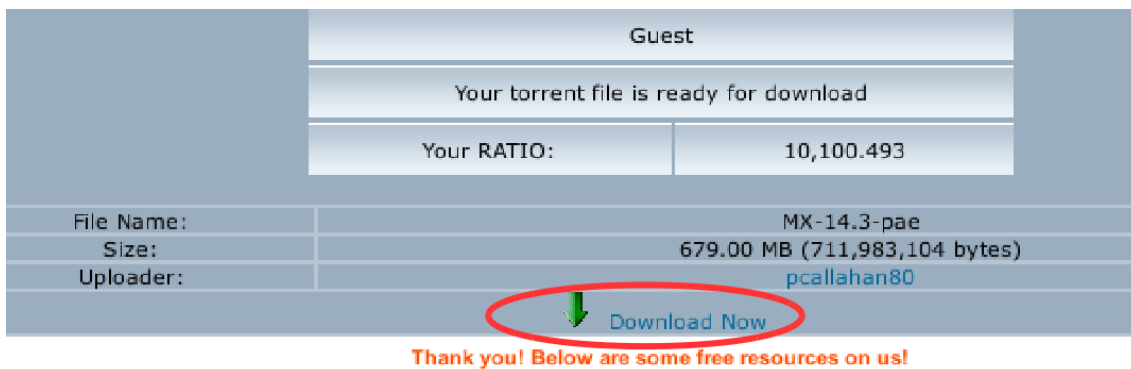 Guest
Your torrent file is ready for download
Your RATIO: 10,100.493
File Name: MX-14.3-pae
Size: 679.00 MB (711,983,104 bytes)
Uploader: pcallahan80
Download Now
Thank you! Below are some free resources on us!